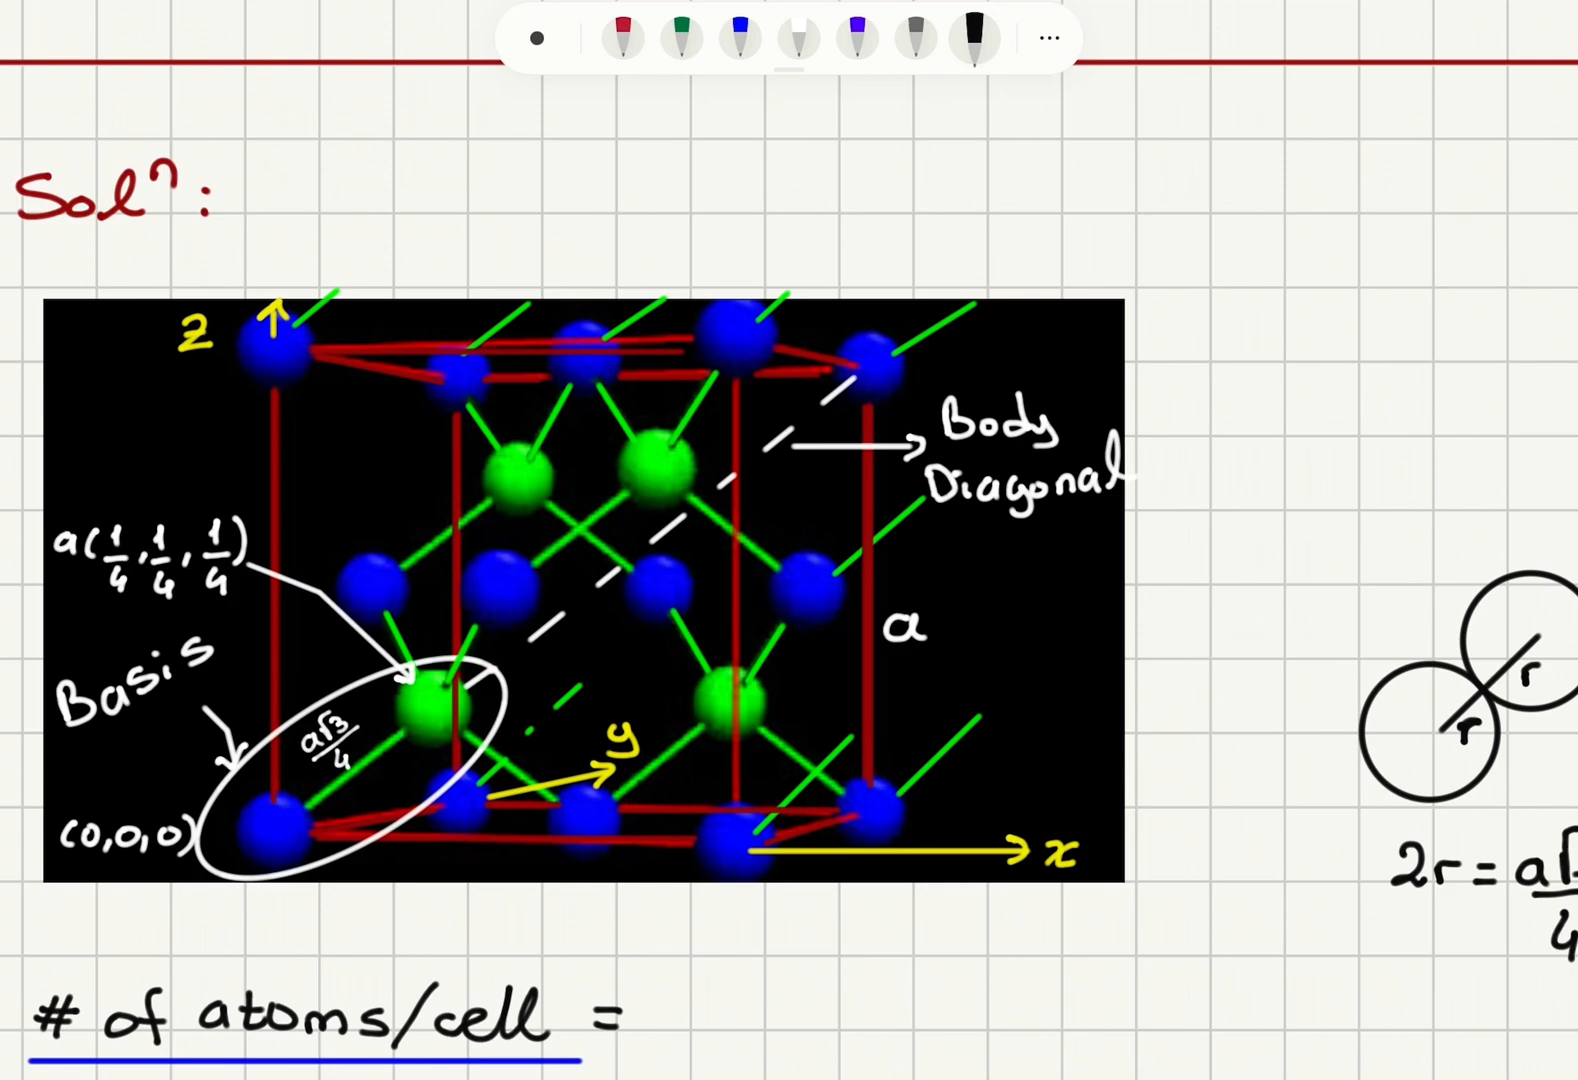 Solⁿ:
z
Body
Diagonal
a(1/4, 1/4, 1/4)
a
Basis
a√3/4
y
(0,0,0)
x
r
r
2r = a√
4
# of atoms/cell =